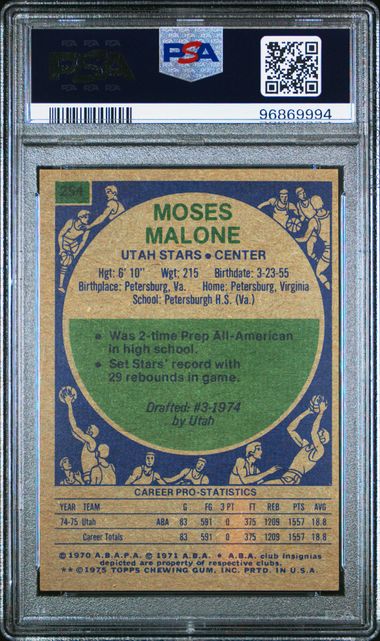 PSA
PSA
96869994
254
MOSES
MALONE
UTAH STARS • CENTER
Hgt: 6' 10" Wgt: 215 Birthdate: 3-23-55
Birthplace: Petersburg, Va. Home: Petersburg, Virginia
School: Petersburgh H.S. (Va.)
• Was 2-time Prep All-American
in high school.
• Set Stars' record with
29 rebounds in game.
Drafted: #3-1974
by Utah
CAREER PRO-STATISTICS
YEAR TEAM G FG 3 PT FT REB PTS AVG
74-75 Utah ABA 83 591 0 375 1209 1557 18.8
Career Totals 83 591 0 375 1209 1557 18.8
© 1970 A.B.A.P.A. © 1971 A.B.A. • A.B.A. club insignias
depicted are property of respective clubs.
** © 1975 TOPPS CHEWING GUM, INC. PRTD. IN U.S.A.